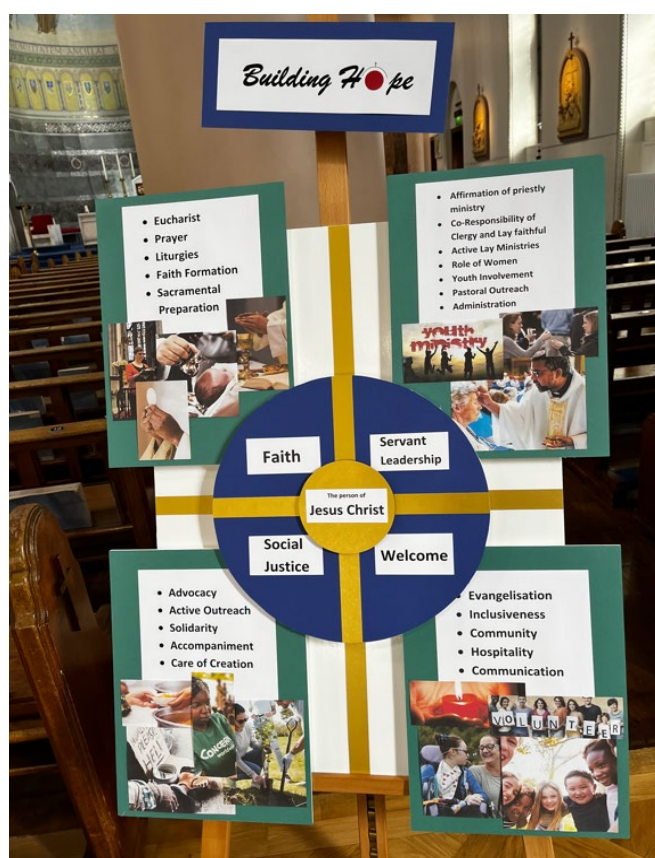 Building Hope
• Eucharist
• Prayer
• Liturgies
• Faith Formation
• Sacramental
Preparation
• Affirmation of priestly
ministry
• Co-Responsibility of
Clergy and Lay faithful
• Active Lay Ministries
• Role of Women
• Youth Involvement
• Pastoral Outreach
• Administration
youth
ministry
Faith
Servant
Leadership
The person of
Jesus Christ
Social
Justice
Welcome
• Advocacy
• Active Outreach
• Solidarity
• Accompaniment
• Care of Creation
CONCERN
HELP
• Evangelisation
• Inclusiveness
• Community
• Hospitality
• Communication
VOLUNTEER